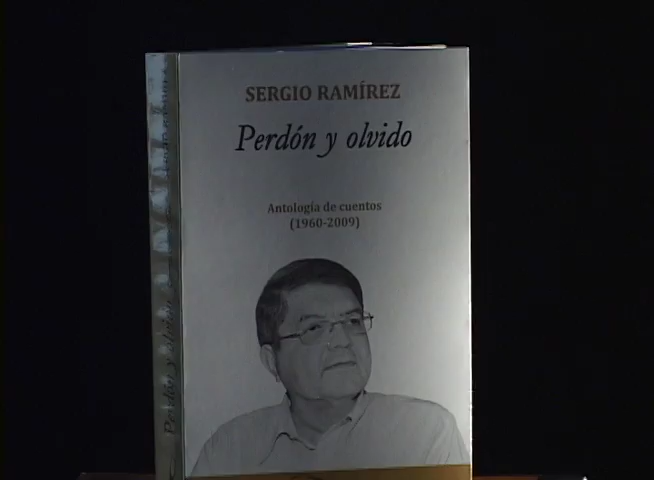 SERGIO RAMÍREZ
Perdón y olvido
Antología de cuentos
(1960-2009)
Perdón y olvido